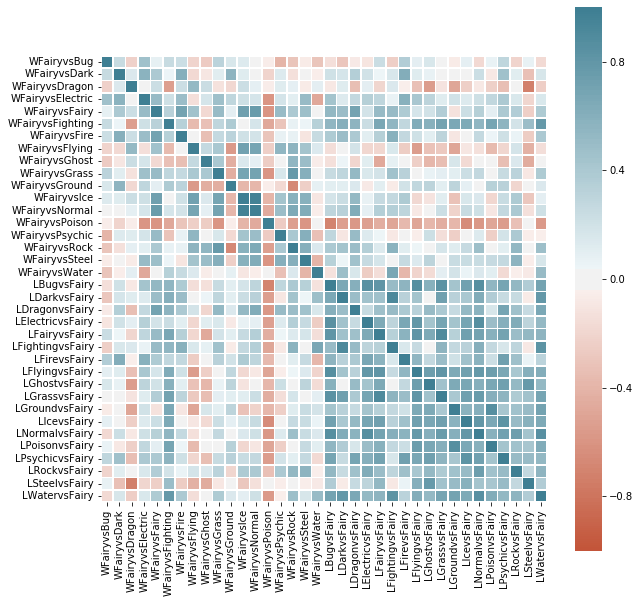 WFairyvsBug
WFairyvsDark
WFairyvsDragon
WFairyvsElectric
WFairyvsFairy
WFairyvsFighting
WFairyvsFire
WFairyvsFlying
WFairyvsGhost
WFairyvsGrass
WFairyvsGround
WFairyvsIce
WFairyvsNormal
WFairyvsPoison
WFairyvsPsychic
WFairyvsRock
WFairyvsSteel
WFairyvsWater
LBugvsFairy
LDarkvsFairy
LDragonvsFairy
LElectricvsFairy
LFairyvsFairy
LFightingvsFairy
LFirevsFairy
LFlyingvsFairy
LGhostvsFairy
LGrassvsFairy
LGroundvsFairy
LIcevsFairy
LNormalvsFairy
LPoisonvsFairy
LPsychicvsFairy
LRockvsFairy
LSteelvsFairy
LWatervsFairy
WFairyvsBug
WFairyvsDark
WFairyvsDragon
WFairyvsElectric
WFairyvsFairy
WFairyvsFighting
WFairyvsFire
WFairyvsFlying
WFairyvsGhost
WFairyvsGrass
WFairyvsGround
WFairyvsIce
WFairyvsNormal
WFairyvsPoison
WFairyvsPsychic
WFairyvsRock
WFairyvsSteel
WFairyvsWater
LBugvsFairy
LDarkvsFairy
LDragonvsFairy
LElectricvsFairy
LFairyvsFairy
LFightingvsFairy
LFirevsFairy
LFlyingvsFairy
LGhostvsFairy
LGrassvsFairy
LGroundvsFairy
LIcevsFairy
LNormalvsFairy
LPoisonvsFairy
LPsychicvsFairy
LRockvsFairy
LSteelvsFairy
LWatervsFairy
0.8
0.4
0.0
−0.4
−0.8